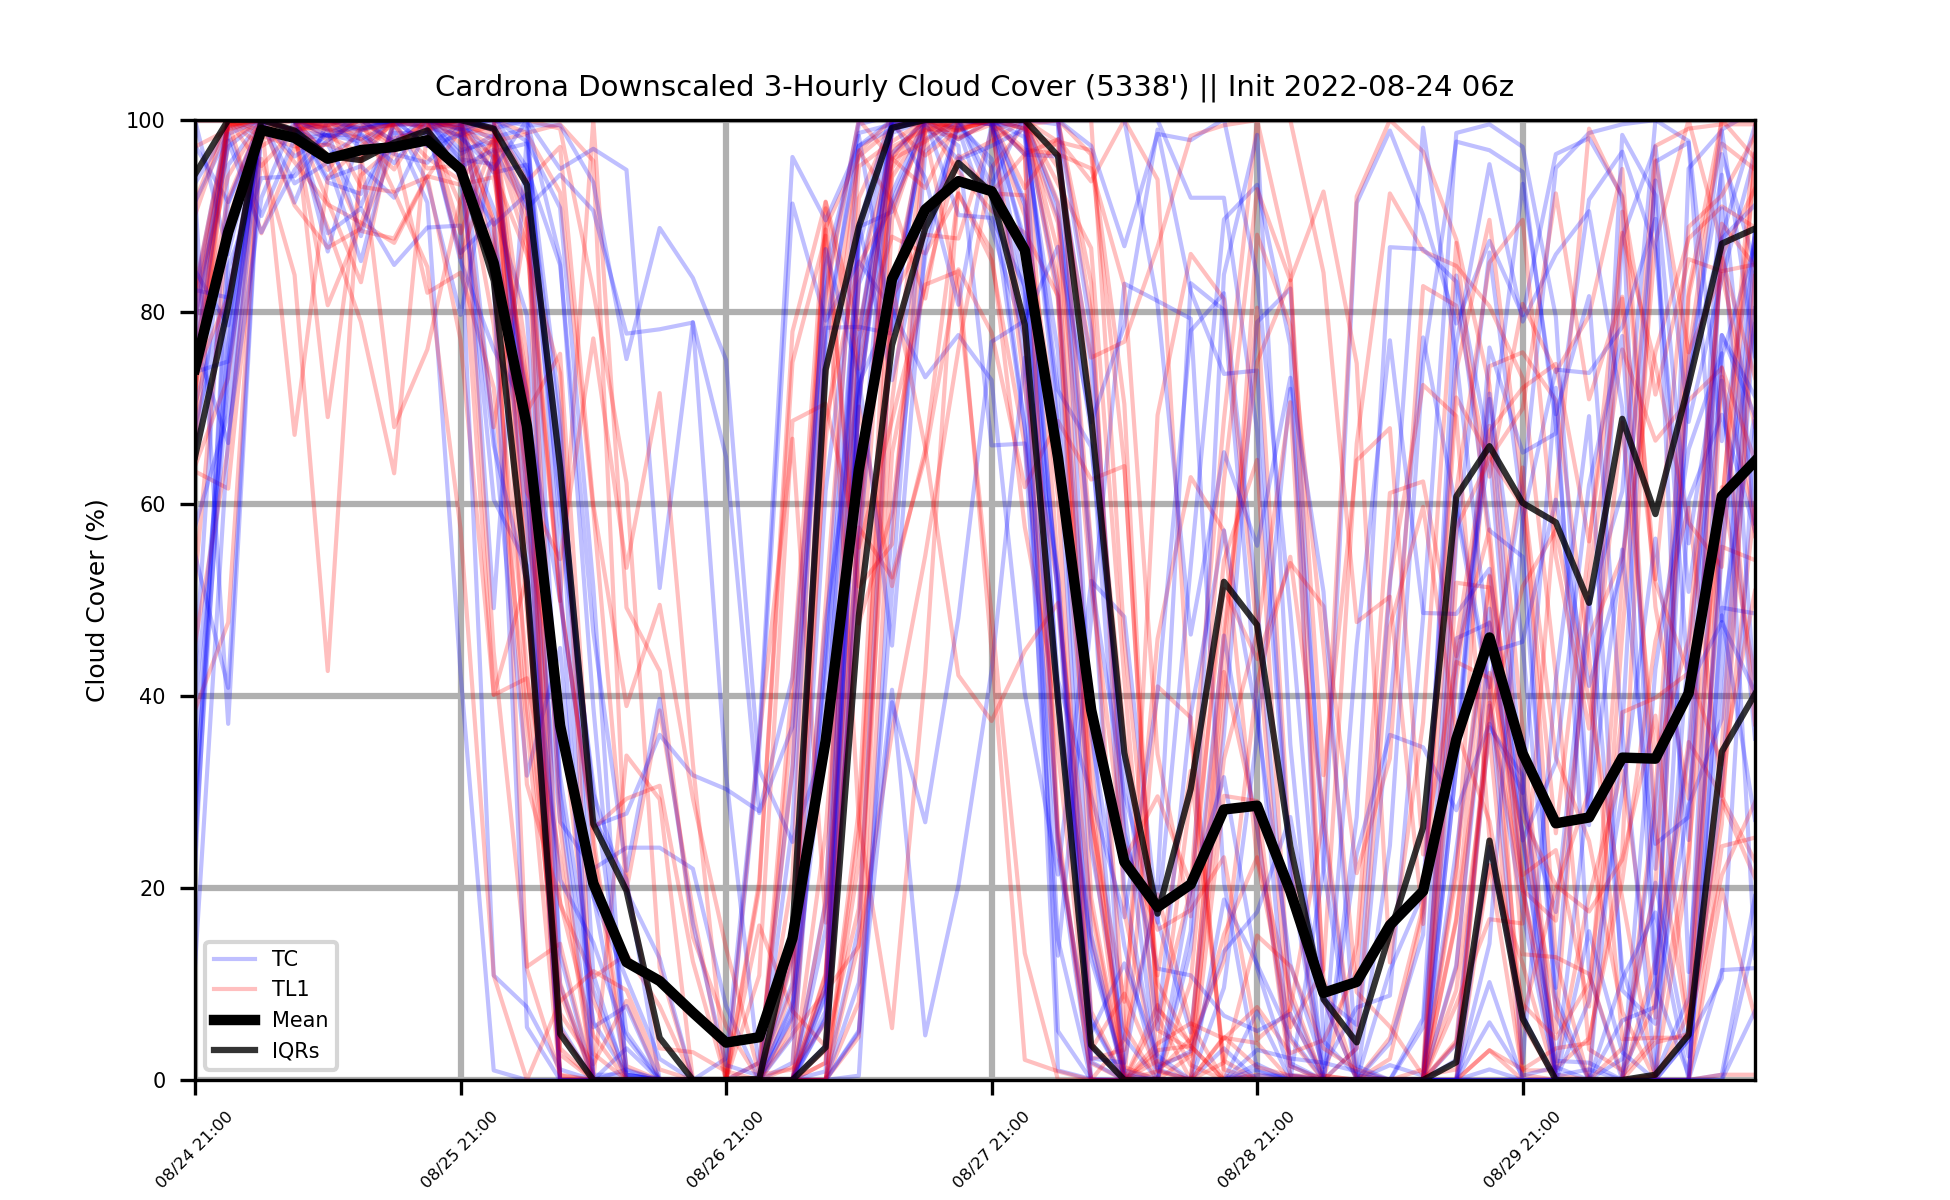 Cardrona Downscaled 3-Hourly Cloud Cover (5338') || Init 2022-08-24 06z
Cloud Cover (%)
100
80
60
40
20
0
TC
TL1
Mean
IQRs
08/24 21:00
08/25 21:00
08/26 21:00
08/27 21:00
08/28 21:00
08/29 21:00